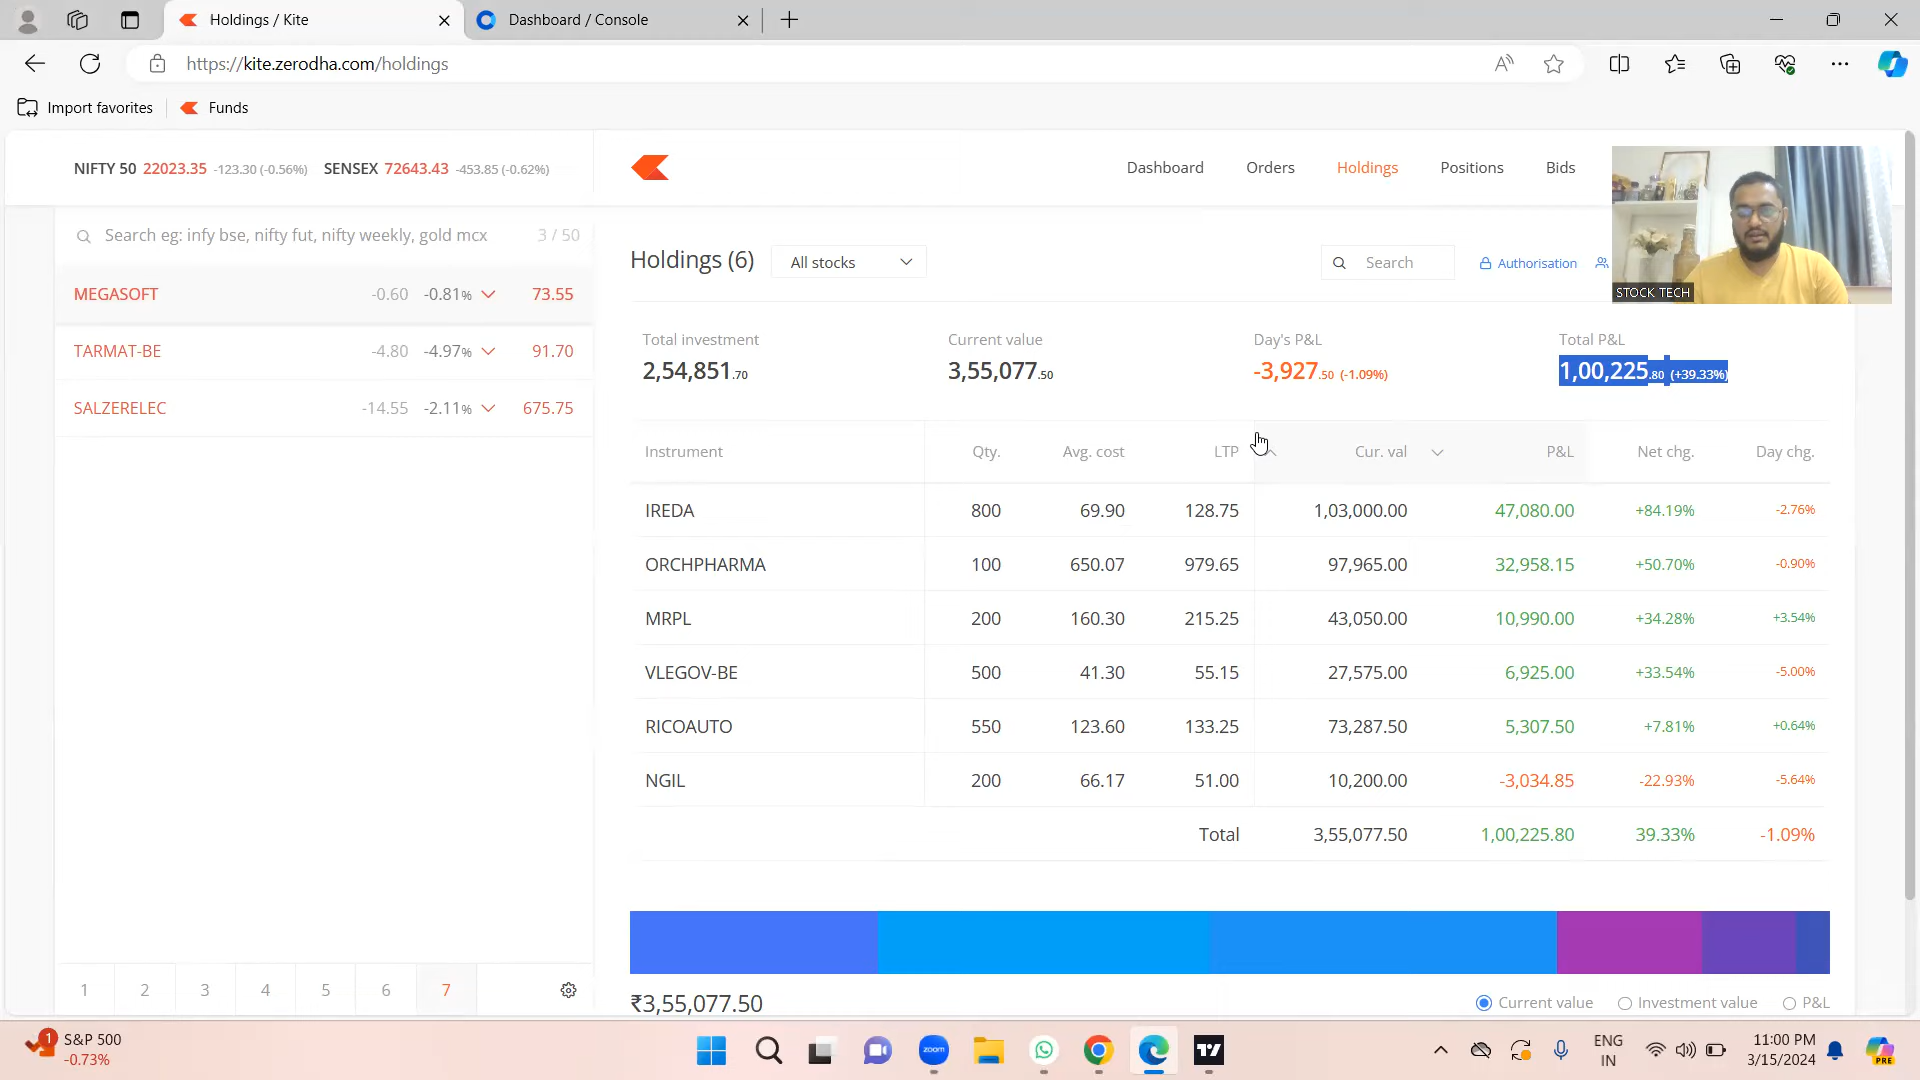 Holdings / Kite
Dashboard / Console
https://kite.zerodha.com/holdings
Import favorites
Funds
NIFTY 50 22023.35 -123.30 (-0.56%) SENSEX 72643.43 -453.85 (-0.62%)
Dashboard Orders Holdings Positions Bids
Search eg: infy bse, nifty fut, nifty weekly, gold mcx 3 / 50
MEGASOFT -0.60 -0.81% 73.55
TARMAT-BE -4.80 -4.97% 91.70
SALZERELEC -14.55 -2.11% 675.75
1 2 3 4 5 6 7
Holdings (6) All stocks Search Authorisation
STOCK TECH
Total investment Current value Day's P&L Total P&L
2,54,851.70 3,55,077.50 -3,927.50 (-1.09%) 1,00,225.80 (+39.33%)
Instrument Qty. Avg. cost LTP Cur. val P&L Net chg. Day chg.
IREDA 800 69.90 128.75 1,03,000.00 47,080.00 +84.19% -2.76%
ORCHPHARMA 100 650.07 979.65 97,965.00 32,958.15 +50.70% -0.90%
MRPL 200 160.30 215.25 43,050.00 10,990.00 +34.28% +3.54%
VLEGOV-BE 500 41.30 55.15 27,575.00 6,925.00 +33.54% -5.00%
RICOAUTO 550 123.60 133.25 73,287.50 5,307.50 +7.81% +0.64%
NGIL 200 66.17 51.00 10,200.00 -3,034.85 -22.93% -5.64%
Total 3,55,077.50 1,00,225.80 39.33% -1.09%
₹3,55,077.50 Current value Investment value P&L
1
S&P 500
-0.73%
zoom
ENG
IN
11:00 PM
3/15/2024
PRE